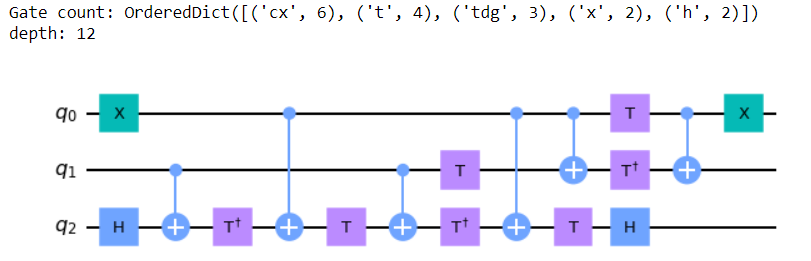 Gate count: OrderedDict([('cx', 6), ('t', 4), ('tdg', 3), ('x', 2), ('h', 2)])
depth: 12
q0 X T X
q1 T T†
q2 H T† T T† T H